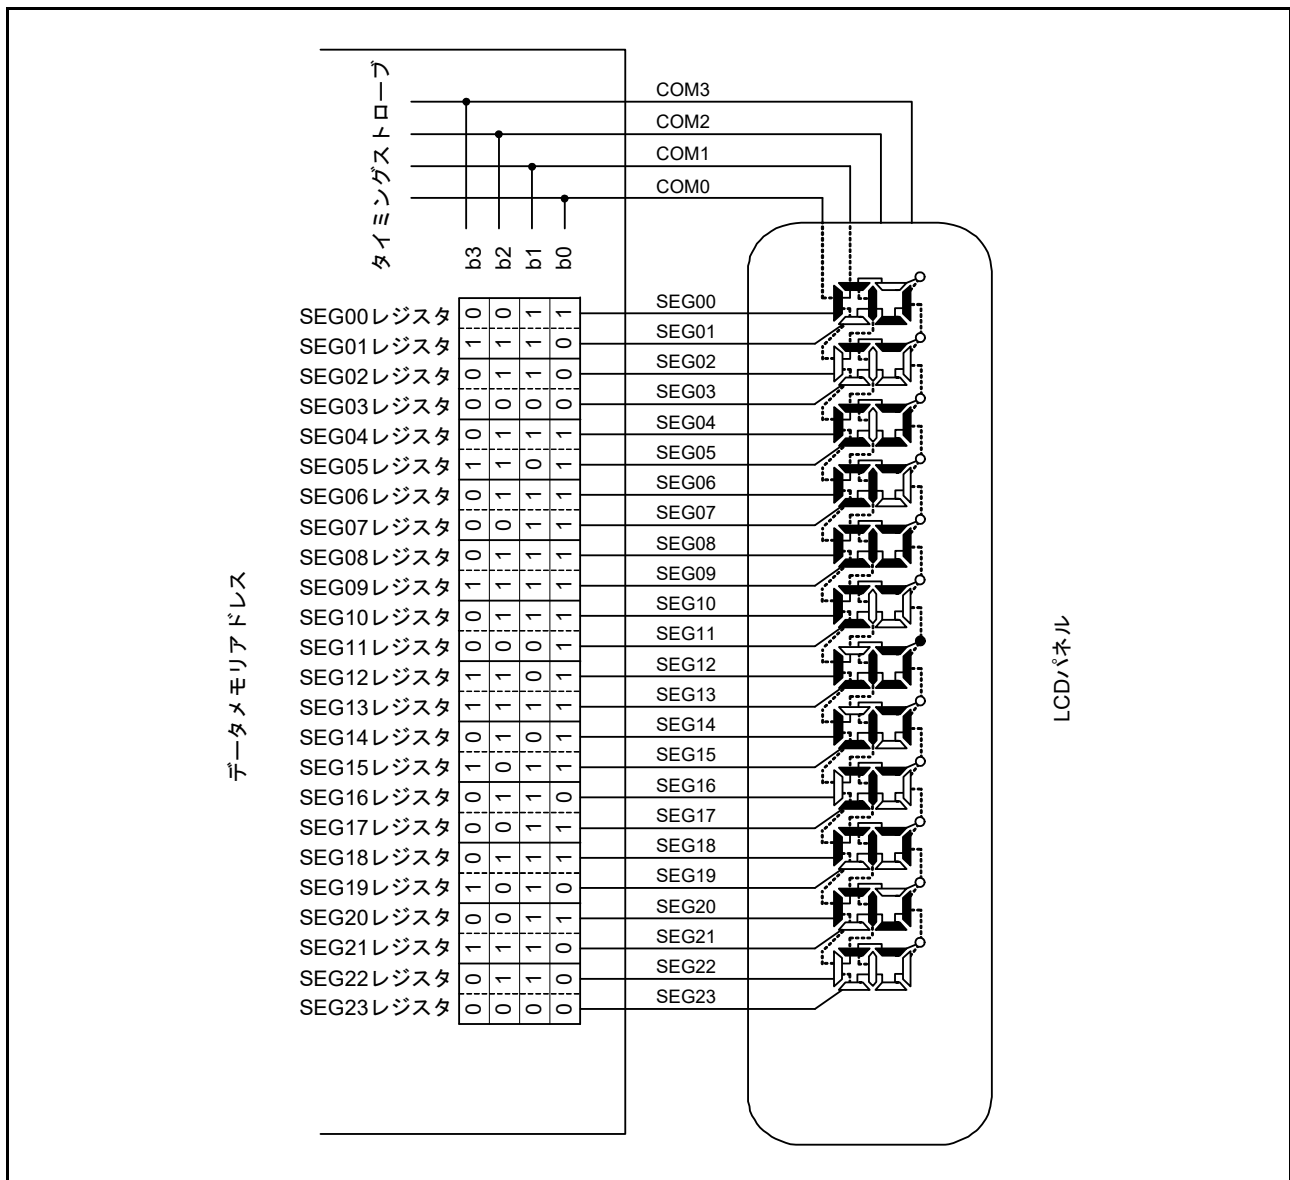 タイミングストローブ
COM3
COM2
COM1
COM0
b3 b2 b1 b0
データメモリアドレス
SEG00レジスタ 0 0 1 1 SEG00
SEG01レジスタ 1 1 1 0 SEG01
SEG02レジスタ 0 1 1 0 SEG02
SEG03レジスタ 0 0 0 0 SEG03
SEG04レジスタ 0 1 1 1 SEG04
SEG05レジスタ 1 1 0 1 SEG05
SEG06レジスタ 0 1 1 1 SEG06
SEG07レジスタ 0 0 1 1 SEG07
SEG08レジスタ 0 1 1 1 SEG08
SEG09レジスタ 1 1 1 1 SEG09
SEG10レジスタ 0 1 1 1 SEG10
SEG11レジスタ 0 0 0 1 SEG11
SEG12レジスタ 1 1 0 1 SEG12
SEG13レジスタ 1 1 1 1 SEG13
SEG14レジスタ 0 1 0 1 SEG14
SEG15レジスタ 1 0 1 1 SEG15
SEG16レジスタ 0 1 1 0 SEG16
SEG17レジスタ 0 0 1 1 SEG17
SEG18レジスタ 0 1 1 1 SEG18
SEG19レジスタ 1 0 1 0 SEG19
SEG20レジスタ 0 0 1 1 SEG20
SEG21レジスタ 1 1 1 0 SEG21
SEG22レジスタ 0 1 1 0 SEG22
SEG23レジスタ 0 0 0 0 SEG23
LCDパネル